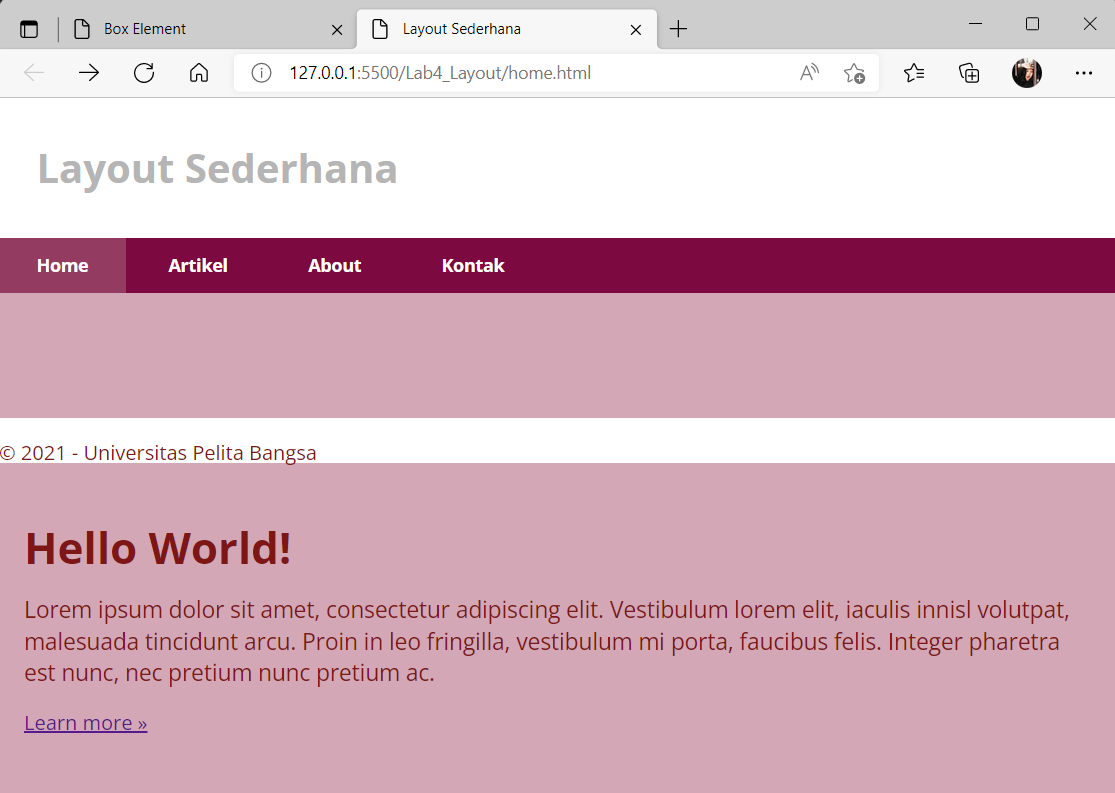 Box Element
Layout Sederhana
127.0.0.1:5500/Lab4_Layout/home.html
Layout Sederhana
Home Artikel About Kontak
© 2021 - Universitas Pelita Bangsa
Hello World!
Lorem ipsum dolor sit amet, consectetur adipiscing elit. Vestibulum lorem elit, iaculis innisl volutpat,
malesuada tincidunt arcu. Proin in leo fringilla, vestibulum mi porta, faucibus felis. Integer pharetra
est nunc, nec pretium nunc pretium ac.
Learn more »